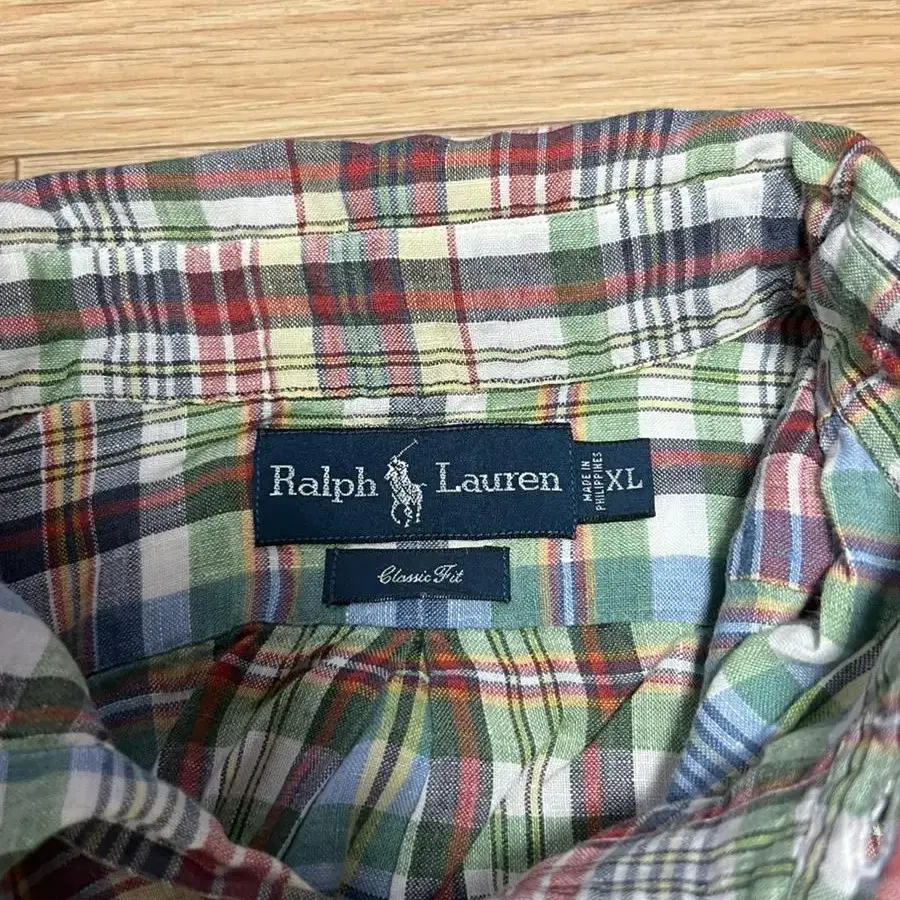 Ralph Lauren
MADE IN
PHILIPPINES
XL
Classic Fit